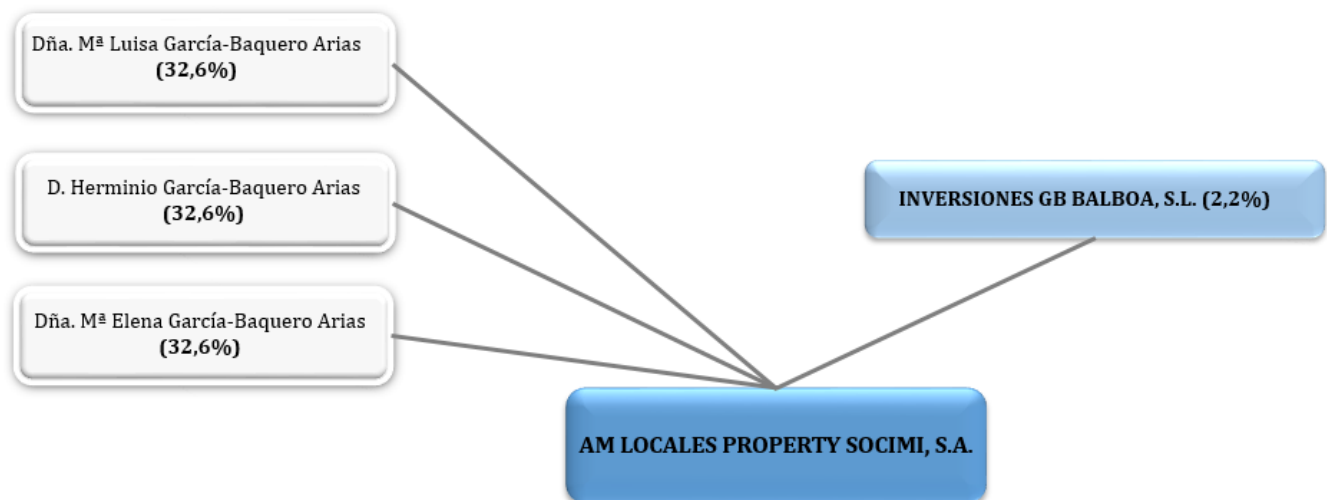 Dña. Mª Luisa García-Baquero Arias
(32,6%)
D. Herminio García-Baquero Arias
(32,6%)
Dña. Mª Elena García-Baquero Arias
(32,6%)
INVERSIONES GB BALBOA, S.L. (2,2%)
AM LOCALES PROPERTY SOCIMI, S.A.